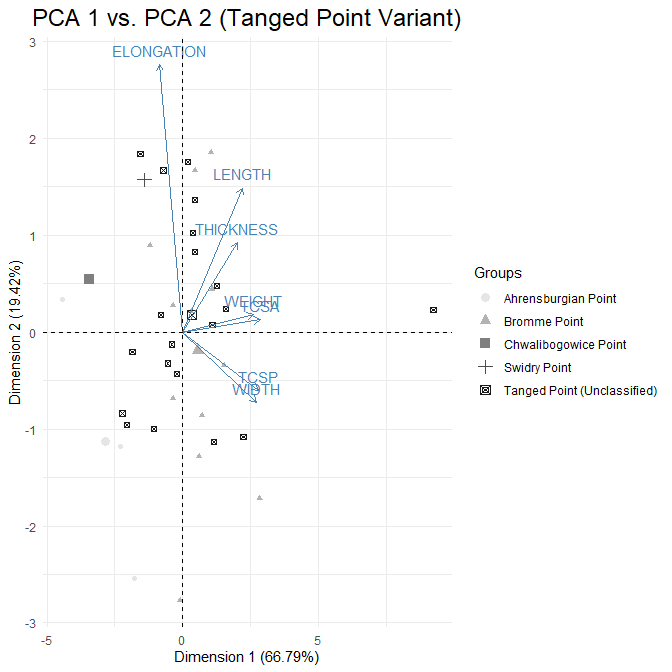 PCA 1 vs. PCA 2 (Tanged Point Variant)
3
ELONGATION
2
LENGTH
1
THICKNESS
WEIGHT
TCSA
0
TCSP
WIDTH
-1
-2
-3
-5
0
5
Dimension 1 (66.79%)
Dimension 2 (19.42%)
Groups
Ahrensburgian Point
Bromme Point
Chwalibogowice Point
Swidry Point
Tanged Point (Unclassified)